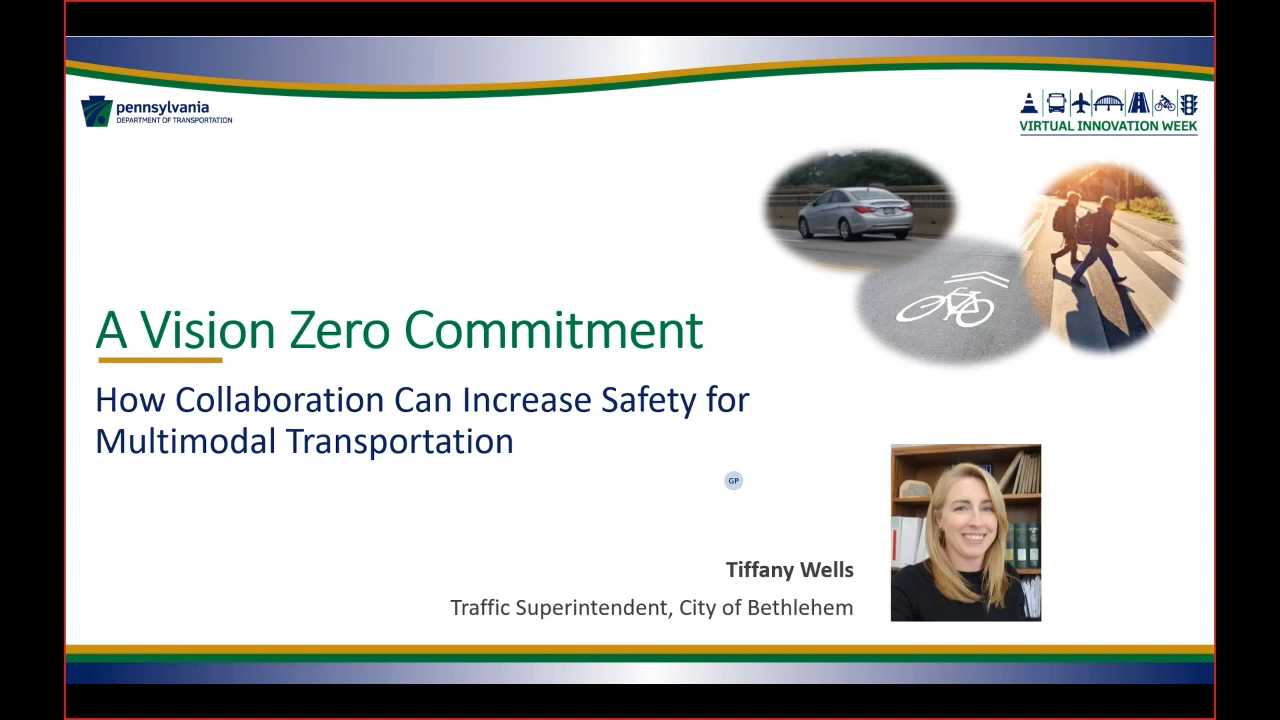 pennsylvania
DEPARTMENT OF TRANSPORTATION
VIRTUAL INNOVATION WEEK
A Vision Zero Commitment
How Collaboration Can Increase Safety for
Multimodal Transportation
GP
Tiffany Wells
Traffic Superintendent, City of Bethlehem